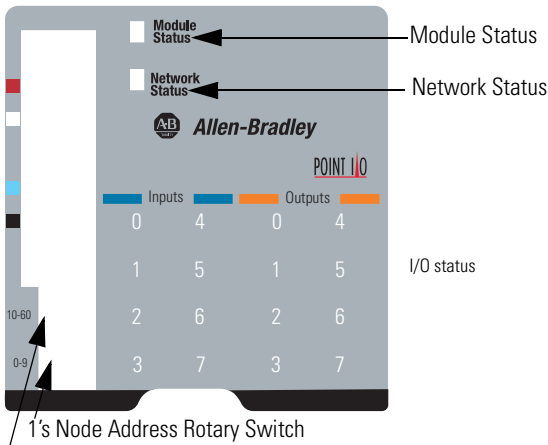 Module Status
Module Status
Network Status
Network Status
AB
Allen-Bradley
POINT I/O
Inputs Outputs
0 4 0 4
1 5 1 5
I/O status
10-60
2 6 2 6
0-9
3 7 3 7
1's Node Address Rotary Switch